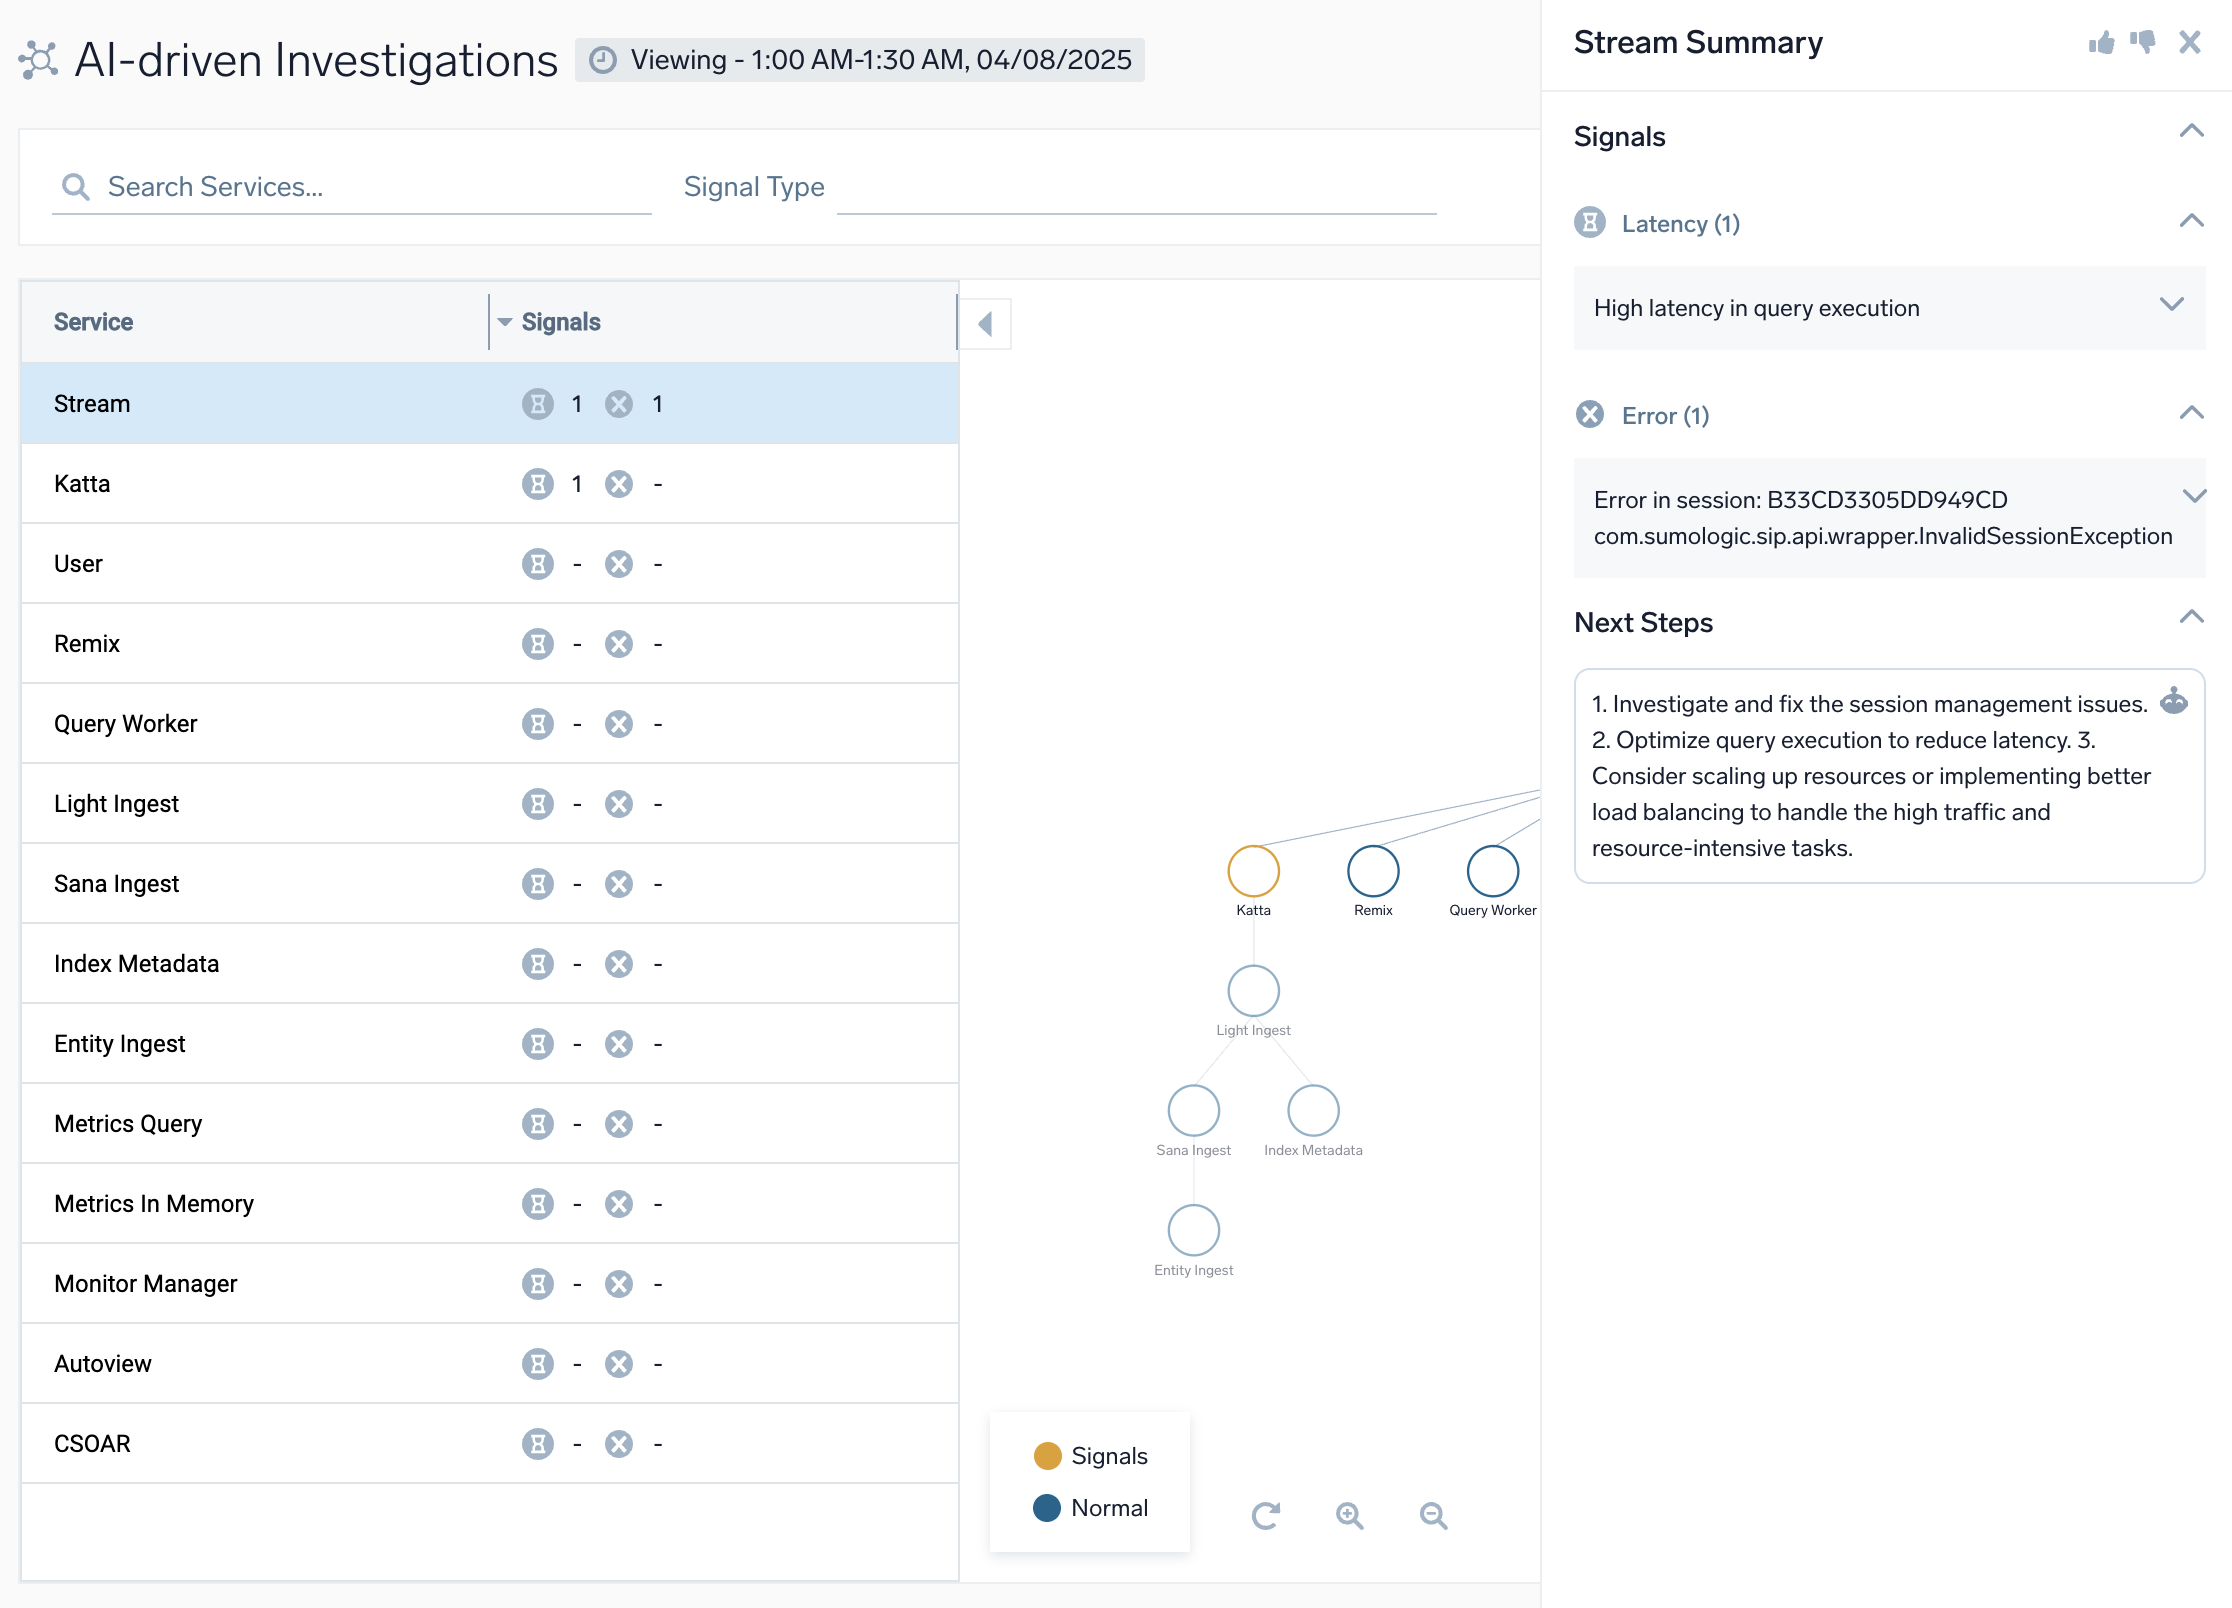 AI-driven Investigations
Viewing - 1:00 AM-1:30 AM, 04/08/2025
Search Services...
Signal Type
Service
Signals
Stream 1 1
Katta 1 -
User - -
Remix - -
Query Worker - -
Light Ingest - -
Sana Ingest - -
Index Metadata - -
Entity Ingest - -
Metrics Query - -
Metrics In Memory - -
Monitor Manager - -
Autoview - -
CSOAR - -
Katta
Remix
Query Worker
Light Ingest
Sana Ingest
Index Metadata
Entity Ingest
Signals
Normal
Stream Summary
Signals
Latency (1)
High latency in query execution
Error (1)
Error in session: B33CD3305DD949CD
com.sumologic.sip.api.wrapper.InvalidSessionException
Next Steps
1. Investigate and fix the session management issues.
2. Optimize query execution to reduce latency. 3.
Consider scaling up resources or implementing better
load balancing to handle the high traffic and
resource-intensive tasks.